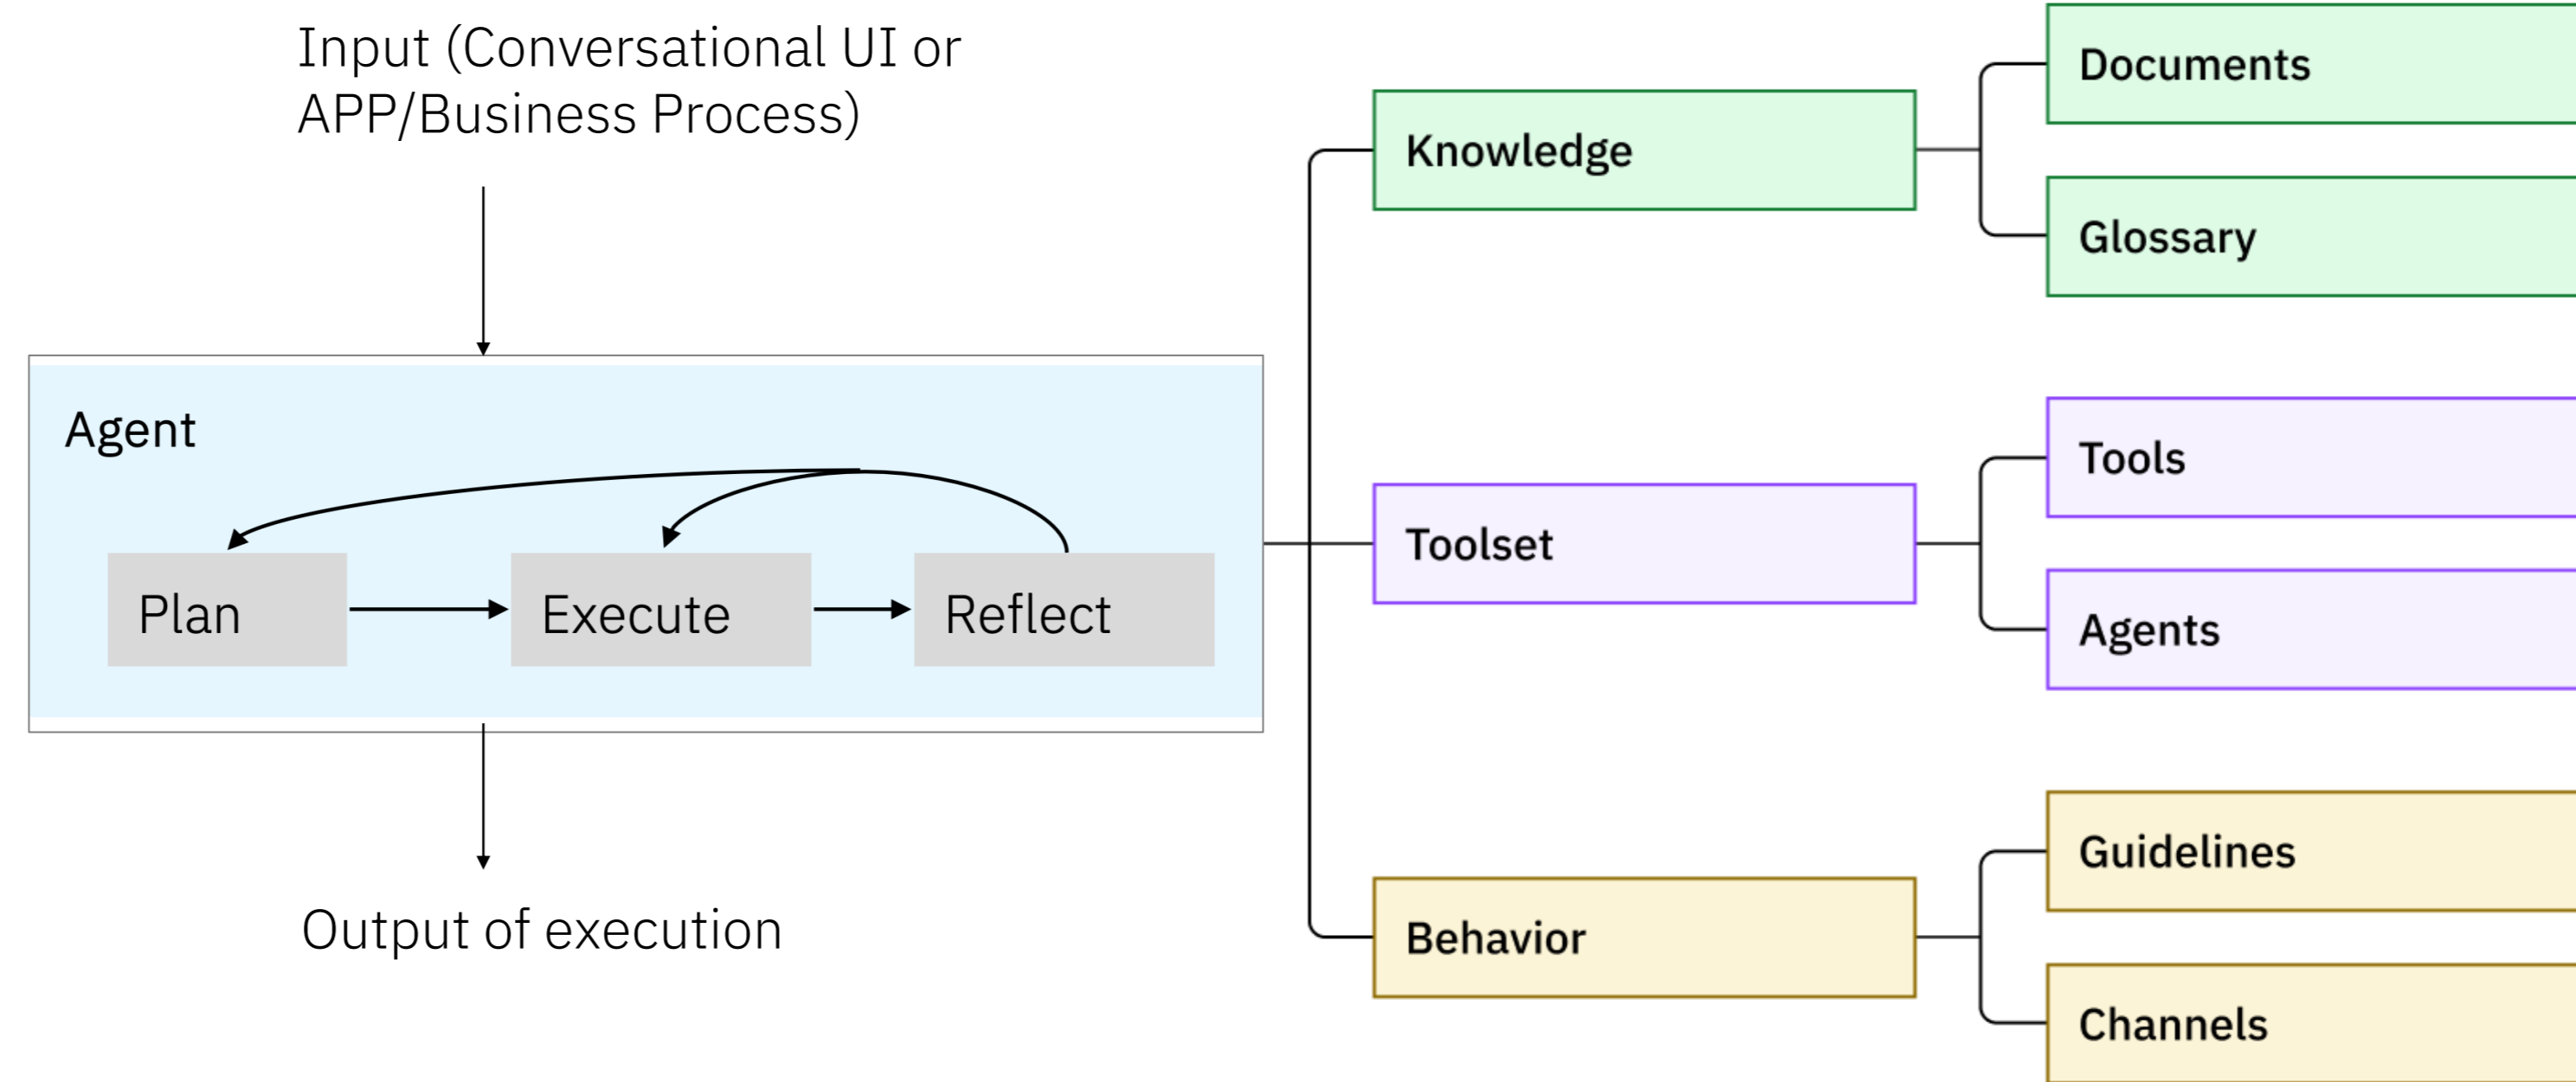 Input (Conversational UI or
APP/Business Process)
Agent
Plan
Execute
Reflect
Output of execution
Knowledge
Documents
Glossary
Toolset
Tools
Agents
Behavior
Guidelines
Channels